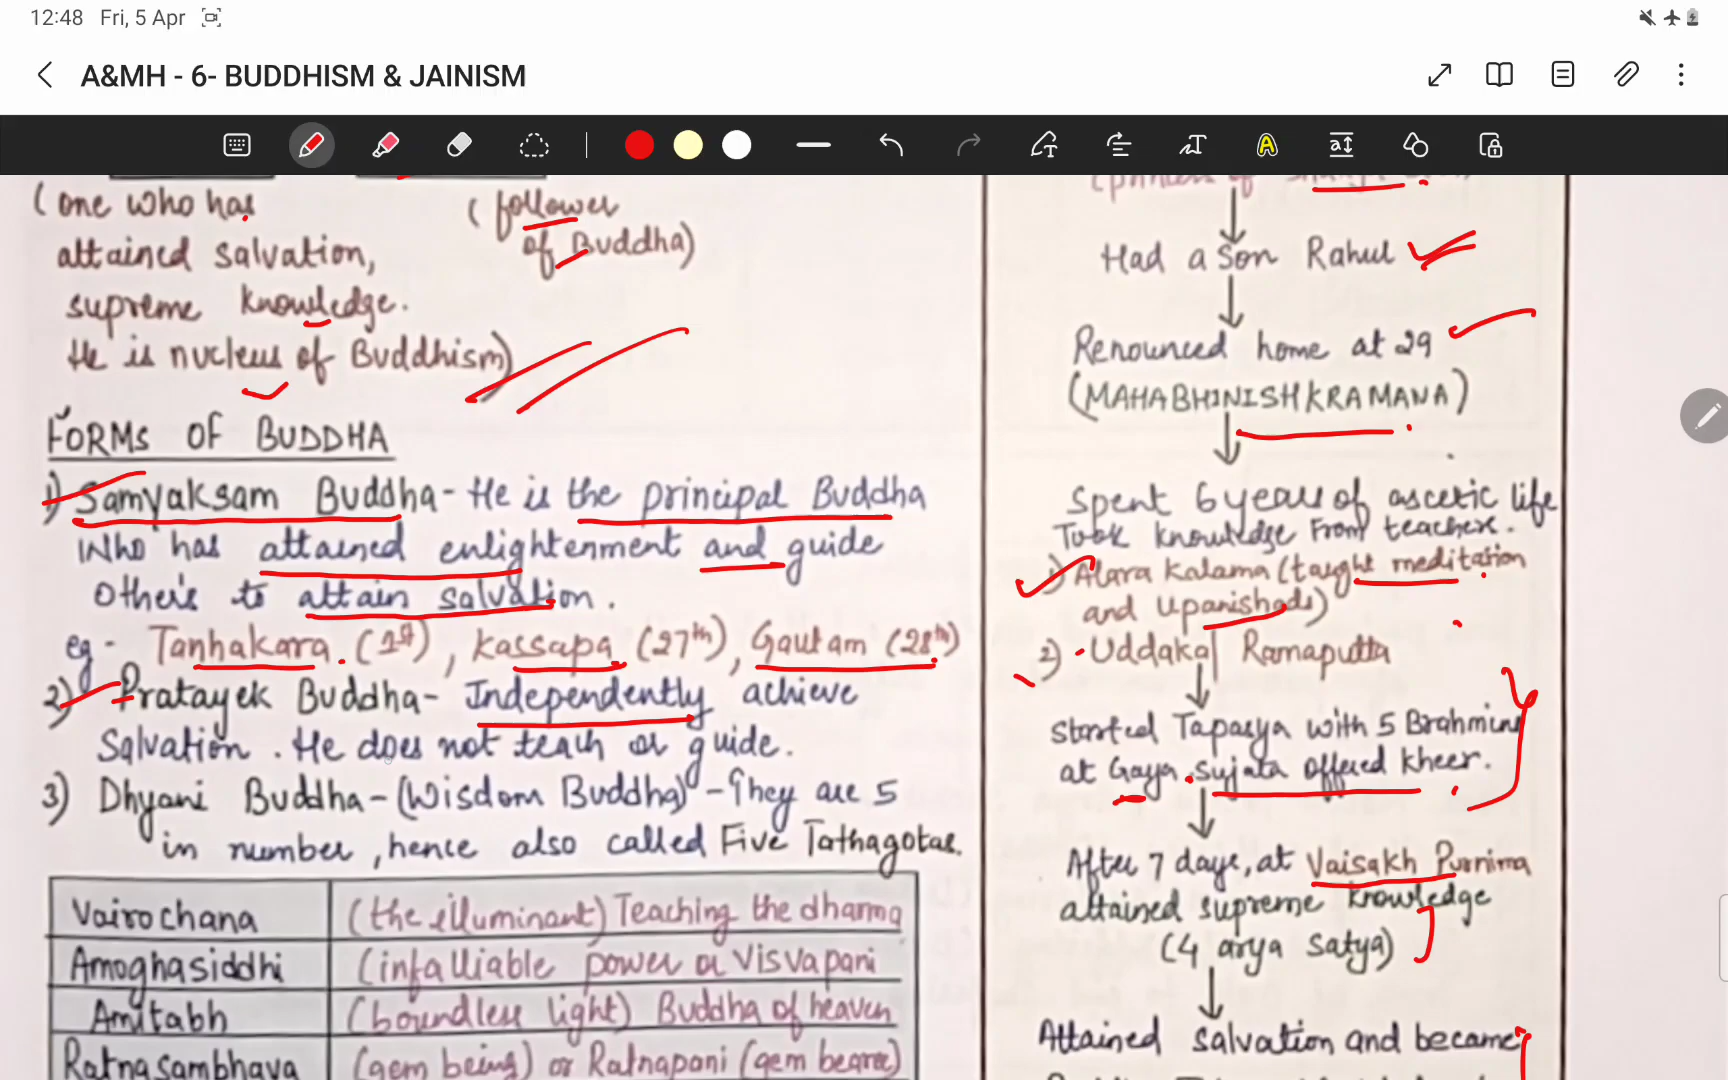 12:48 Fri, 5 Apr
A&MH - 6- BUDDHISM & JAINISM
(one who has
attained salvation,
supreme knowledge.
He is nucleus of Buddhism)
(follower
of Buddha)
FORMS OF BUDDHA
1) Samyaksam Buddha - He is the principal Buddha
Who has attained enlightenment and guide
Other's to attain salvation.
eg - Tanhakara (1st), Kassapa (27th), Gautam (28th)
2) Pratayek Buddha - Independently achieve
Salvation. He does not teach or guide.
3) Dhyani Buddha - (Wisdom Buddha) - They are 5
in number, hence also called Five Tathagotas.
Vairochana (the illuminant) Teaching the dharma
Amoghasiddhi (infalliable power or Visvapani
Amitabh (boundless light) Buddha of heaven
Ratnasambhava (gem being) or Ratnapani (gem bearer)
(princess of
Had a Son Rahul
Renounced home at 29
(MAHABHINISHKRAMANA)
Spent 6 years of ascetic life
Took knowledge from teachers.
1) Alara Kalama (taught meditation
and Upanishads)
2) Uddaka Ramaputta
started Tapasya with 5 Brahmins
at Gaya. Sujata offered kheer.
After 7 days, at Vaisakh Purnima
attained supreme knowledge
(4 arya satya)
Attained salvation and became